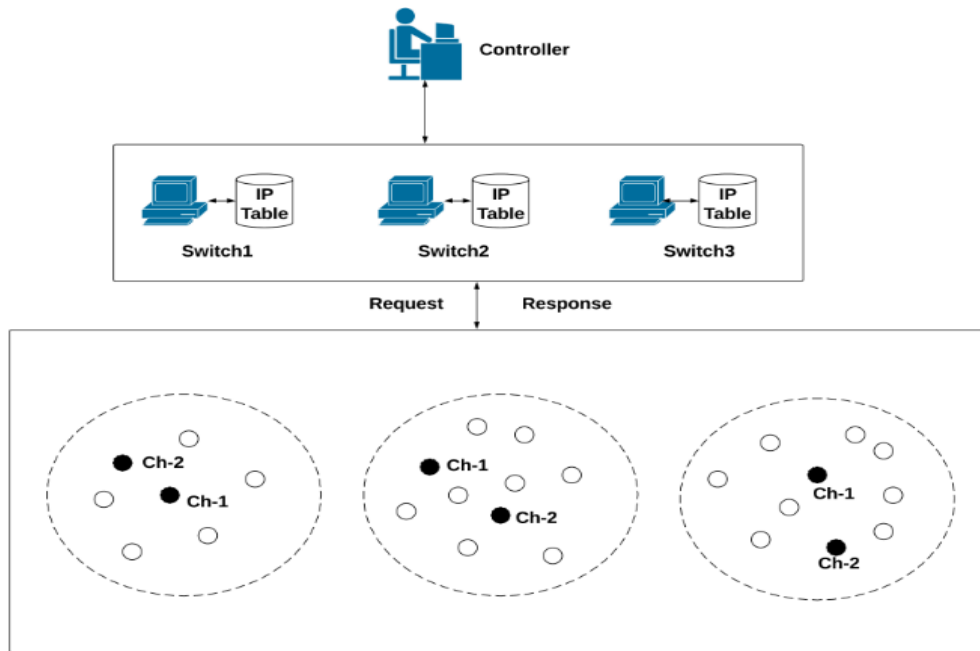 Controller
IP
Table
IP
Table
IP
Table
Switch1
Switch2
Switch3
Request
Response
Ch-2
Ch-1
Ch-1
Ch-2
Ch-1
Ch-2